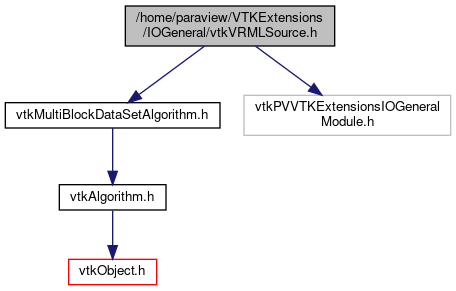 /home/paraview/VTKExtensions
/IOGeneral/vtkVRMLSource.h
vtkMultiBlockDataSetAlgorithm.h
vtkPVVTKExtensionsIOGeneral
Module.h
vtkAlgorithm.h
vtkObject.h